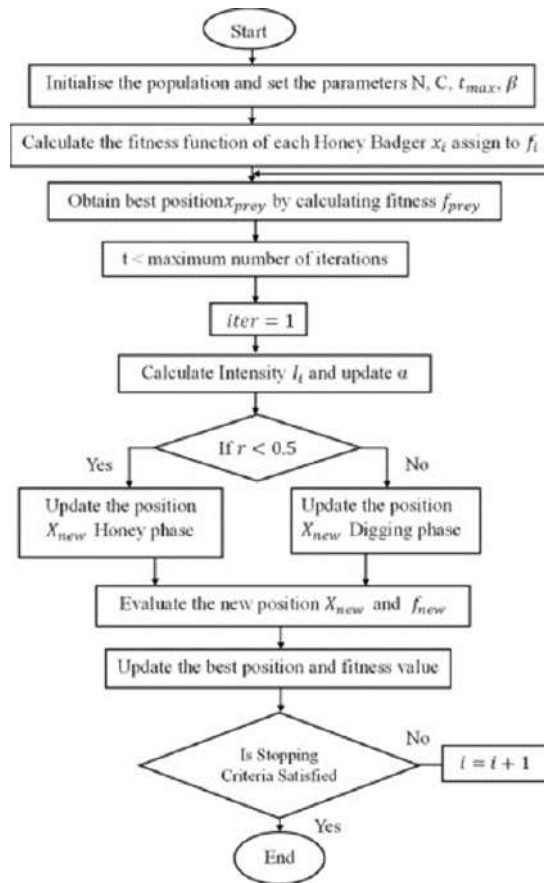 Start
Initialise the population and set the parameters N, C, t_max, β
Calculate the fitness function of each Honey Badger x_i assign to f_i
Obtain best position x_prey by calculating fitness f_prey
t < maximum number of iterations
iter = 1
Calculate Intensity I_i and update α
If r < 0.5
Yes
No
Update the position
X_new Honey phase
Update the position
X_new Digging phase
Evaluate the new position X_new and f_new
Update the best position and fitness value
Is Stopping
Criteria Satisfied
No
i = i + 1
Yes
End